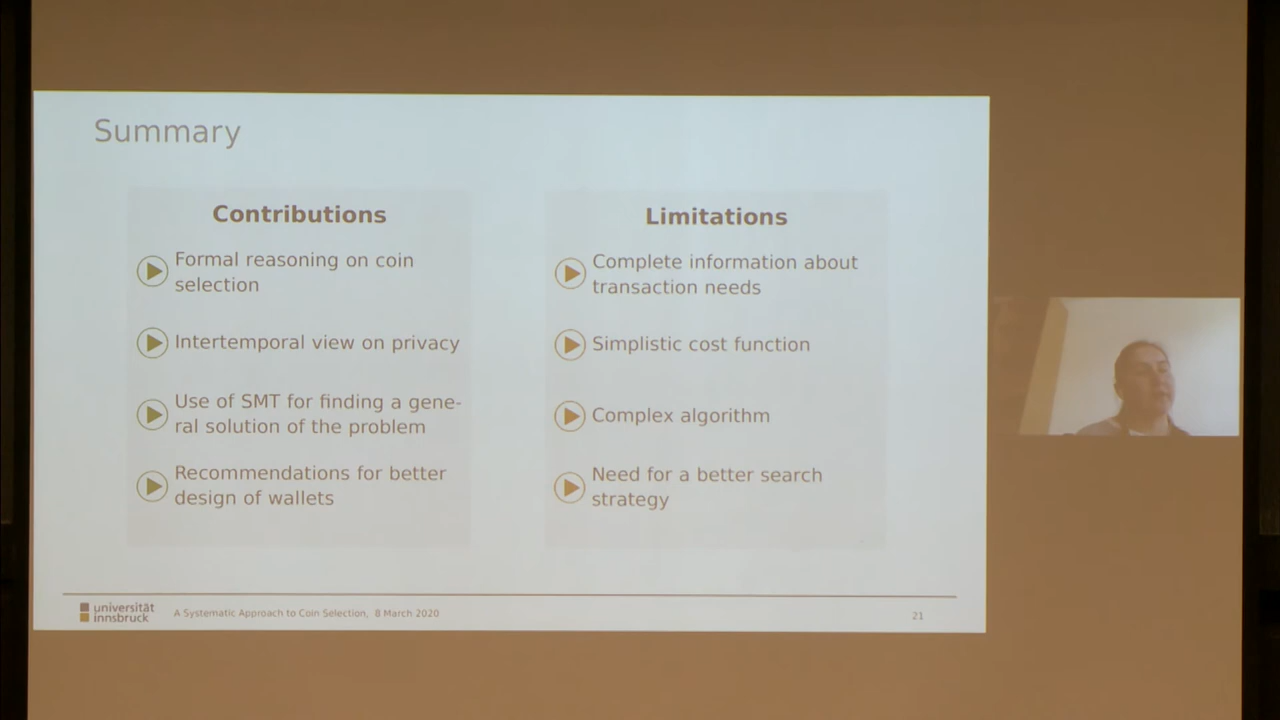 Summary
Contributions
Formal reasoning on coin
selection
Intertemporal view on privacy
Use of SMT for finding a gene-
ral solution of the problem
Recommendations for better
design of wallets
Limitations
Complete information about
transaction needs
Simplistic cost function
Complex algorithm
Need for a better search
strategy
universität
innsbruck
A Systematic Approach to Coin Selection, 8 March 2020
21